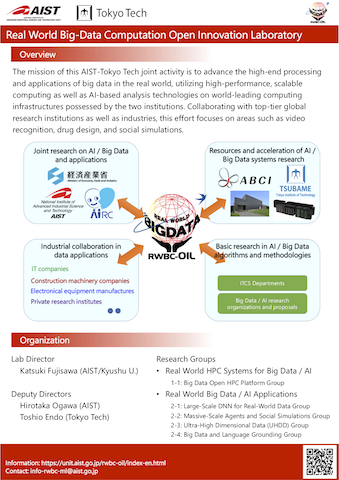 AIST
Tokyo Tech
Real World Big-Data Computation Open Innovation Laboratory
Overview
The mission of this AIST-Tokyo Tech joint activity is to advance the high-end processing
and applications of big data in the real world, utilizing high-performance, scalable
computing as well as AI-based analysis technologies on world-leading computing
infrastructures possessed by the two institutions. Collaborating with top-tier global
research institutions as well as industries, this effort focuses on areas such as video
recognition, drug design, and social simulations.
Joint research on AI / Big Data
and applications
経済産業省
Ministry of Economy, Trade and Industry
National Institute of
Advanced Industrial Science
and Technology
AIST
AIRC
Resources and acceleration of AI /
Big Data systems research
ABCI
TSUBAME
REAL-WORLD
BIGDATA
RWBC-OIL
Industrial collaboration in
data applications
IT companies
Construction machinery companies
Electronical equipment manufactures
Private research institutes
Basic research in AI / Big Data
algorithms and methodologies
ITCS Departments
Big Data / AI research
organizations and proposals
Organization
Lab Director
Katsuki Fujisawa (AIST/Kyushu U.)
Deputy Directors
Hirotaka Ogawa (AIST)
Toshio Endo (Tokyo Tech)
Research Groups
• Real World HPC Systems for Big Data / AI
1-1: Big Data Open HPC Platform Group
• Real World Big Data / AI Applications
2-1: Large-Scale DNN for Real-World Data Group
2-2: Massive-Scale Agents and Social Simulations Group
2-3: Ultra-High Dimensional Data (UHDD) Group
2-4: Big Data and Language Grounding Group
Information: https://unit.aist.go.jp/rwbc-oil/index-en.html
Contact: info-rwbc-ml@aist.go.jp